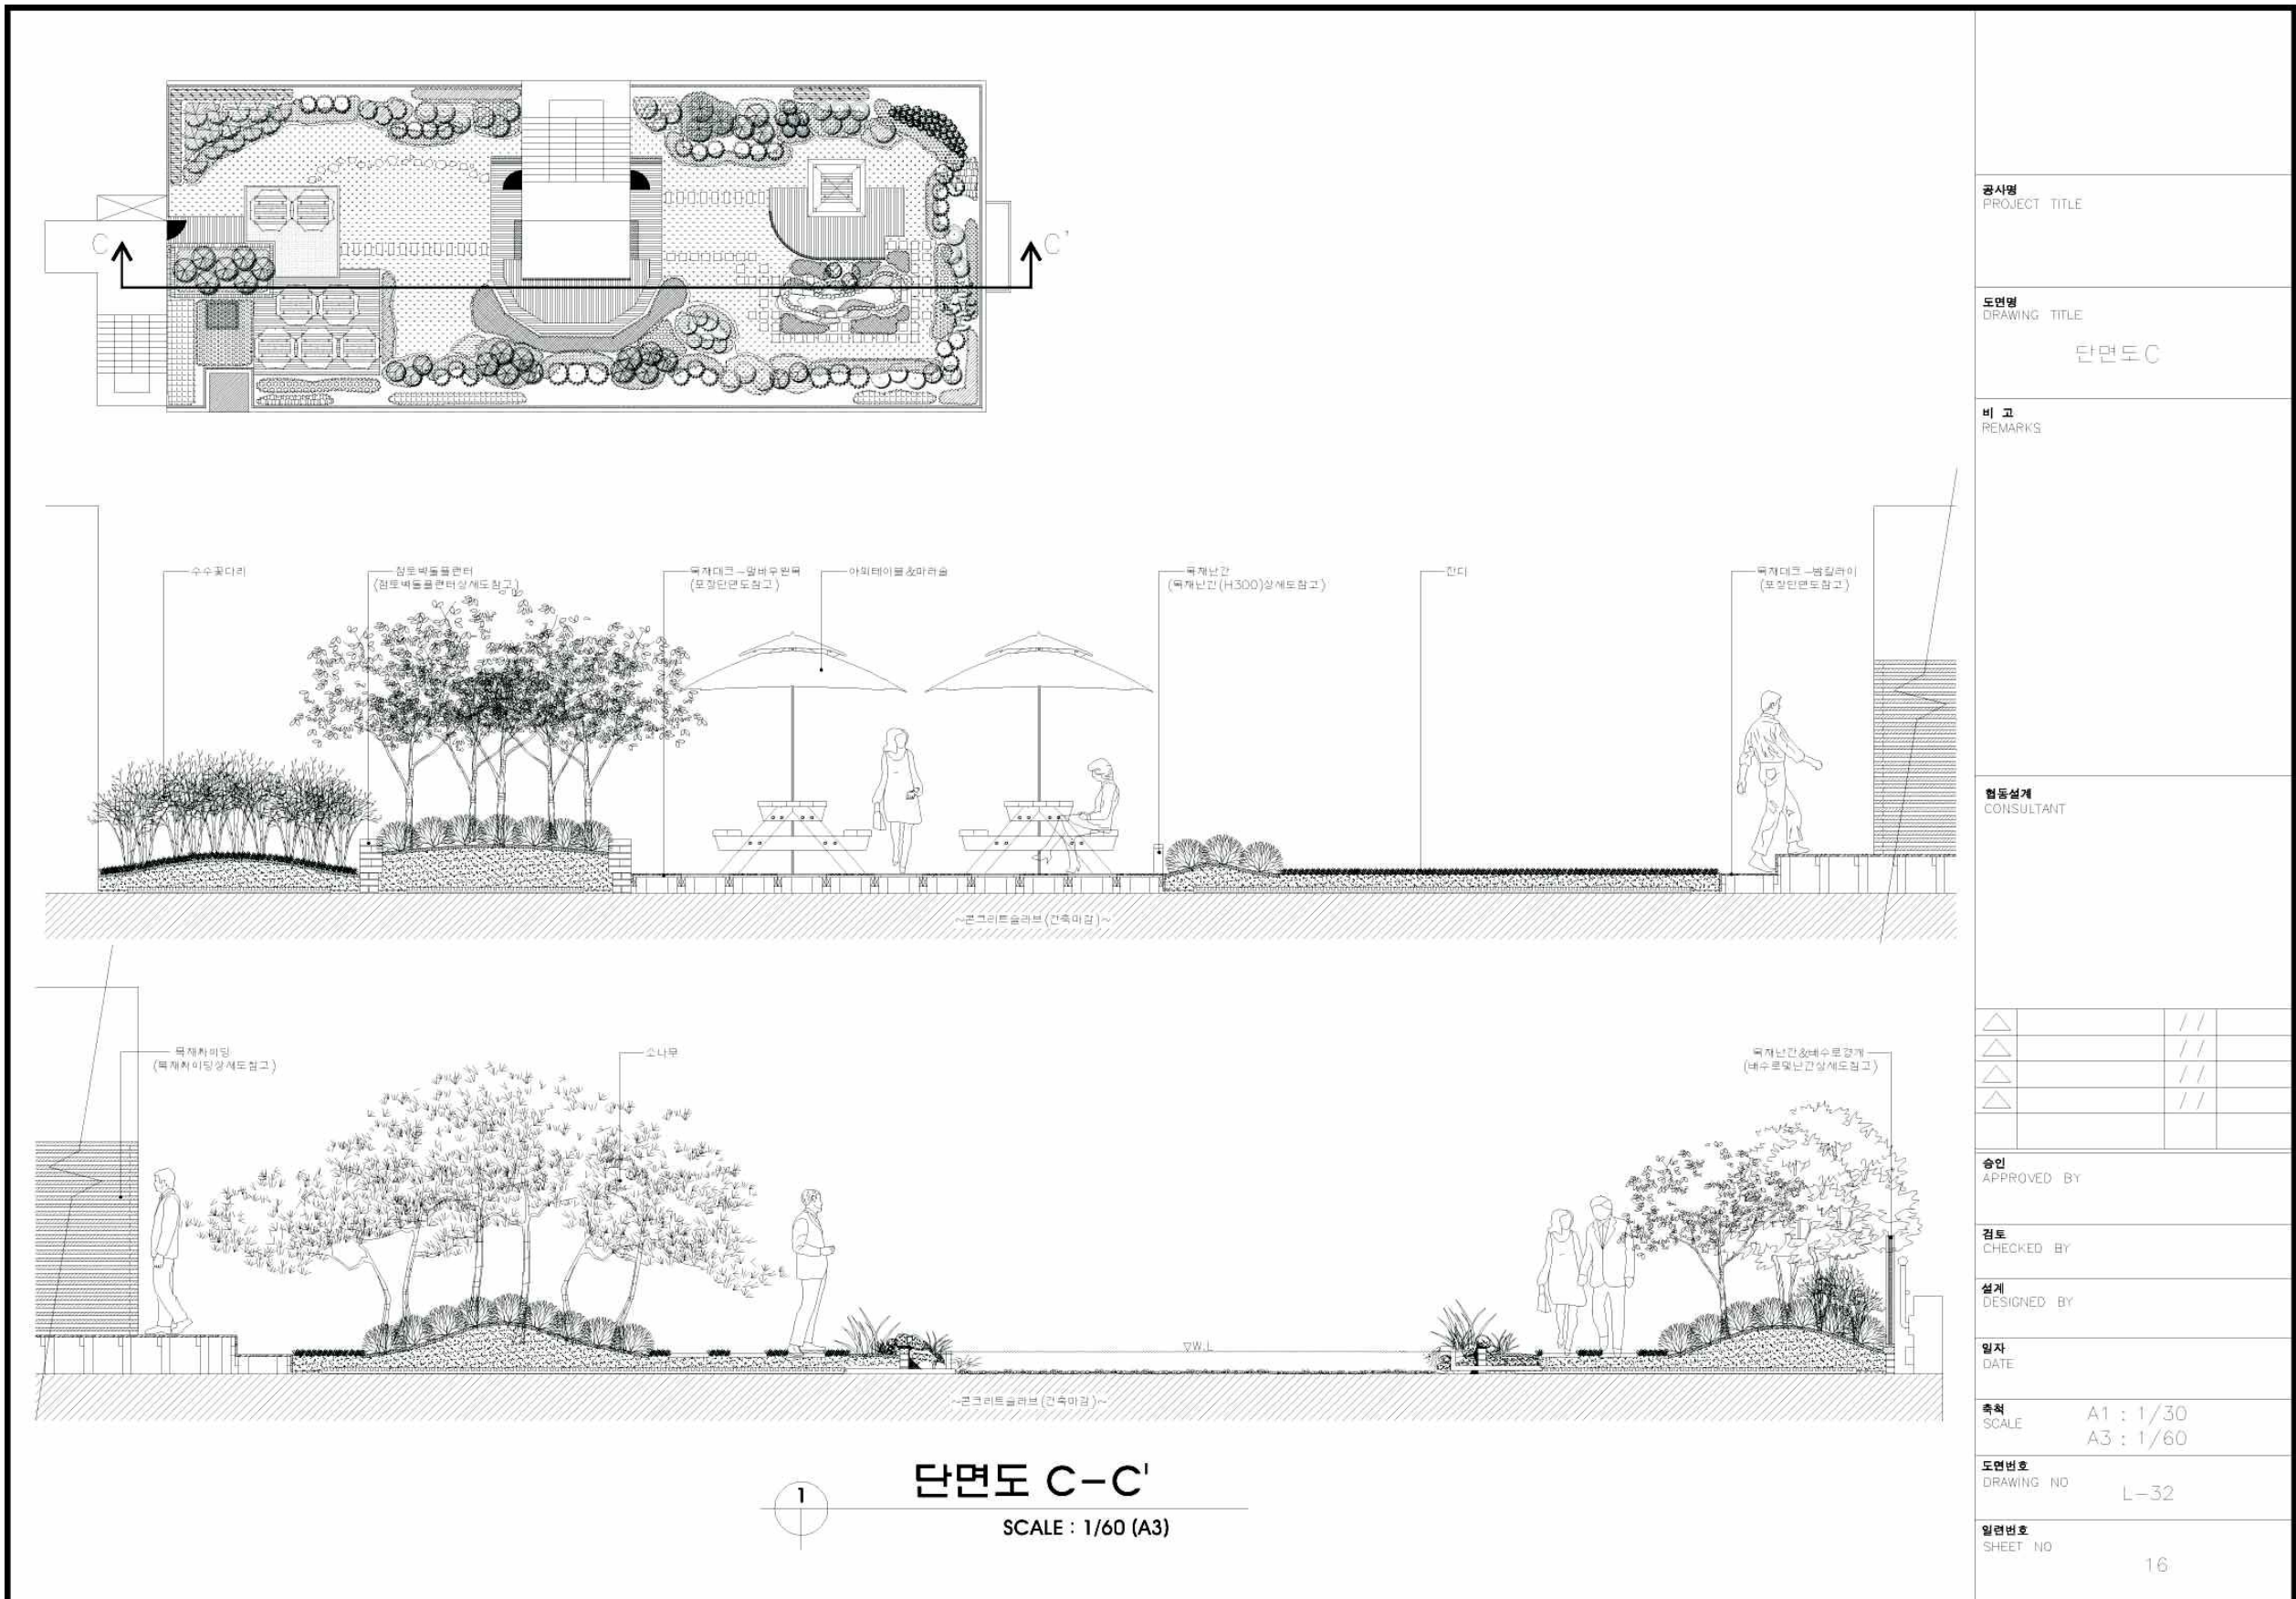 C
C'
수수꽃다리
점토벽돌플랜터
(점토벽돌플랜터상세도참고)
목재데크-말바우원목
(포장단면도참고)
야외테이블&파라솔
목재난간
(목재난간(H300)상세도참고)
잔디
목재데크-방킬라이
(포장단면도참고)
~콘크리트슬라브(건축마감)~
목재싸이딩
(목재싸이딩상세도참고)
소나무
목재난간&배수로경계
(배수로및난간상세도참고)
▽W.L
~콘크리트슬라브(건축마감)~
1
단면도 C-C'
SCALE : 1/60 (A3)
공사명
PROJECT TITLE
도면명
DRAWING TITLE
단면도C
비 고
REMARKS
협동설계
CONSULTANT
//
//
//
//
승인
APPROVED BY
검토
CHECKED BY
설계
DESIGNED BY
일자
DATE
축척
SCALE
A1 : 1/30
A3 : 1/60
도면번호
DRAWING NO
L-32
일련번호
SHEET NO
16